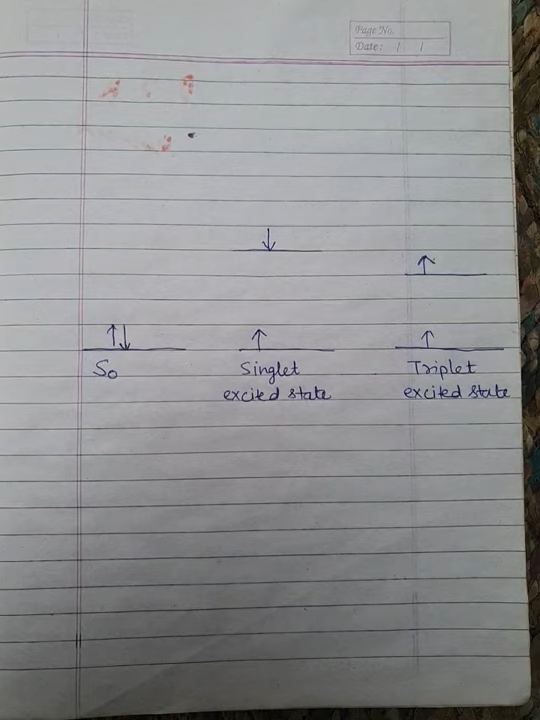 Page No.
Date: / /
↓
↑
↑↓
↑
↑
S₀
Singlet
excited state
Triplet
excited state